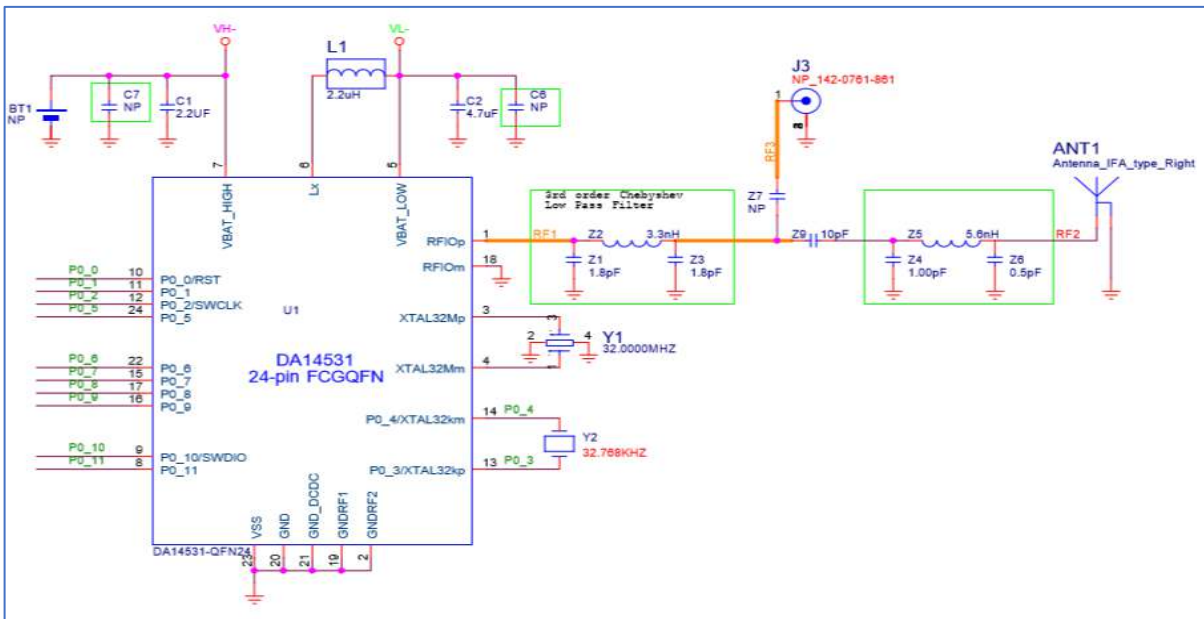 VH-
VL-
L1
2.2uH
BT1
NP
C7
NP
C1
2.2UF
C2
4.7uF
C6
NP
J3
NP_142-0761-861
1
RF3
Z7
NP
ANT1
Antenna_IFA_type_Right
7
6
5
VBAT_HIGH
Lx
VBAT_LOW
3rd order Chebyshev
Low Pass Filter
RFIOp
1
RF1
Z2
3.3nH
Z9
10pF
Z5
5.6nH
RF2
RFIOm
18
Z1
1.8pF
Z3
1.8pF
Z4
1.00pF
Z6
0.5pF
P0_0
10
P0_0/RST
P0_1
11
P0_1
P0_2
12
P0_2/SWCLK
P0_5
24
P0_5
U1
DA14531
24-pin FCGQFN
XTAL32Mp
3
3
2
4
Y1
32.0000MHZ
XTAL32Mm
4
1
P0_6
22
P0_6
P0_7
15
P0_7
P0_8
17
P0_8
P0_9
16
P0_9
P0_4/XTAL32km
14
P0_4
Y2
32.768KHZ
P0_3/XTAL32kp
13
P0_3
P0_10
9
P0_10/SWDIO
P0_11
8
P0_11
VSS
GND
GND_DCDC
GNDRF1
GNDRF2
DA14531-QFN24
23
20
21
19
2